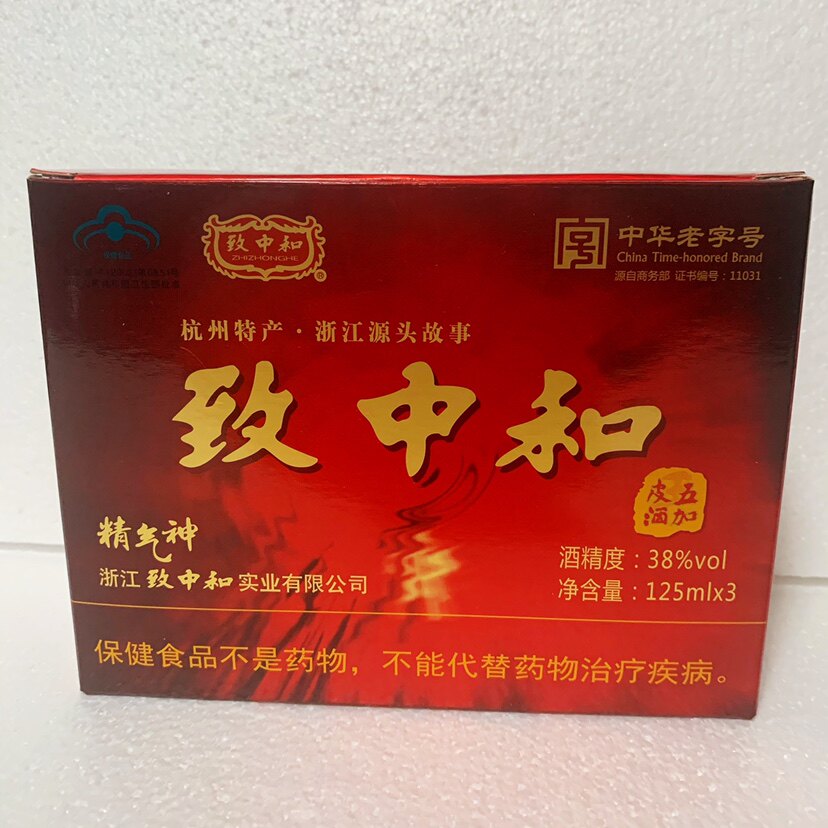 保健食品
致中和
ZHIZHONGHE
®
中华老字号
China Time-honored Brand
源自商务部 证书编号：11031
杭州特产·浙江源头故事
致中和
五加皮酒
精气神
浙江致中和实业有限公司
酒精度：38%vol
净含量：125mlx3
保健食品不是药物，不能代替药物治疗疾病。